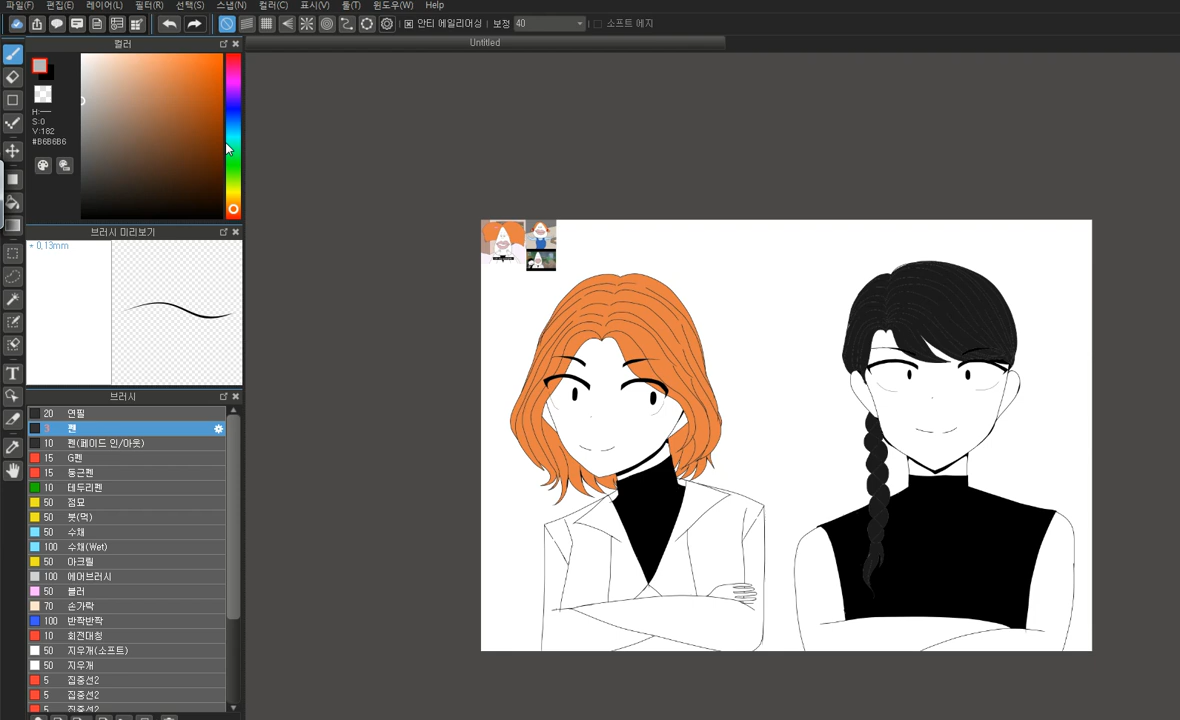 파일(F) 편집(E) 레이어(L) 필터(R) 선택(S) 스냅(N) 컬러(C) 표시(V) 툴(T) 윈도우(W) Help
안티 에일리어싱 보정 40 소프트 에지
컬러
Untitled
H:---
S:0
V:182
#B6B6B6
브러시 미리보기
* 0.13mm
브러시
20 연필
3 펜
10 펜(페이드 인/아웃)
15 G펜
15 둥근펜
10 테두리펜
50 점묘
50 붓(먹)
50 수채
100 수채(Wet)
50 아크릴
100 에어브러시
50 블러
70 손가락
100 반작반작
10 회전대칭
50 지우개(소프트)
50 지우개
5 집중선2
5 집중선2
5 집중선2